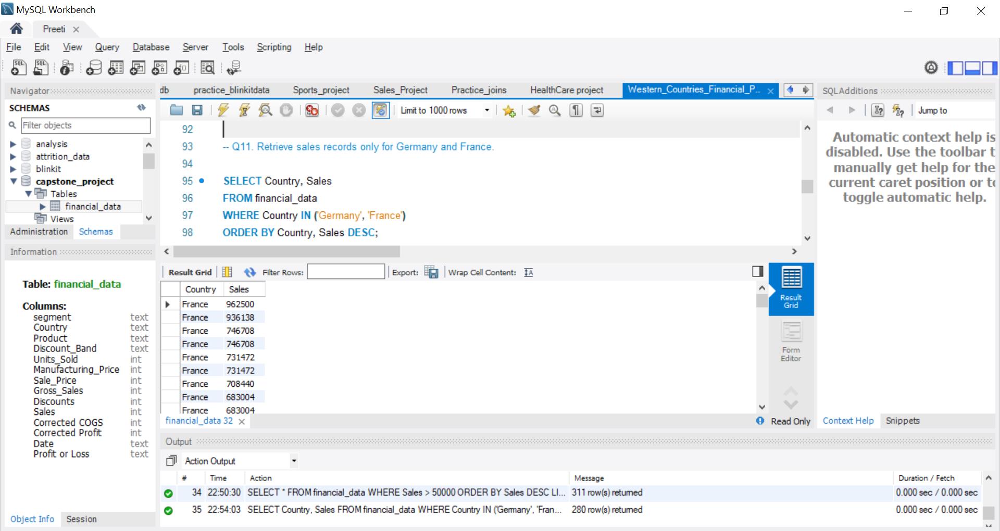 MySQL Workbench
Preeti
File Edit View Query Database Server Tools Scripting Help
Navigator
SCHEMAS
Filter objects
analysis
attrition_data
blinkit
capstone_project
Tables
financial_data
Views
Administration Schemas
Information
Table: financial_data
Columns:
segment text
Country text
Product text
Discount_Band text
Units_Sold int
Manufacturing_Price int
Sale_Price int
Gross_Sales int
Discounts int
Sales int
Corrected COGS int
Corrected Profit int
Date text
Profit or Loss text
Object Info Session
db practice_blinkitdata Sports_project Sales_Project Practice_joins HealthCare project Western_Countries_Financial_P...
Limit to 1000 rows
92
93 -- Q11. Retrieve sales records only for Germany and France.
94
95 SELECT Country, Sales
96 FROM financial_data
97 WHERE Country IN ('Germany', 'France')
98 ORDER BY Country, Sales DESC;
Result Grid Filter Rows: Export: Wrap Cell Content:
Country Sales
France 962500
France 936138
France 746708
France 746708
France 731472
France 731472
France 708440
France 683004
France 683004
Result
Grid
Form
Editor
financial_data 32
Read Only
SQLAdditions
Jump to
Automatic context help is
disabled. Use the toolbar t
manually get help for the
current caret position or to
toggle automatic help.
Context Help Snippets
Output
Action Output
# Time Action Message Duration / Fetch
34 22:50:30 SELECT * FROM financial_data WHERE Sales > 50000 ORDER BY Sales DESC LI... 311 row(s) returned 0.000 sec / 0.000 sec
35 22:54:03 SELECT Country, Sales FROM financial_data WHERE Country IN ('Germany', 'Fran... 280 row(s) returned 0.000 sec / 0.000 sec